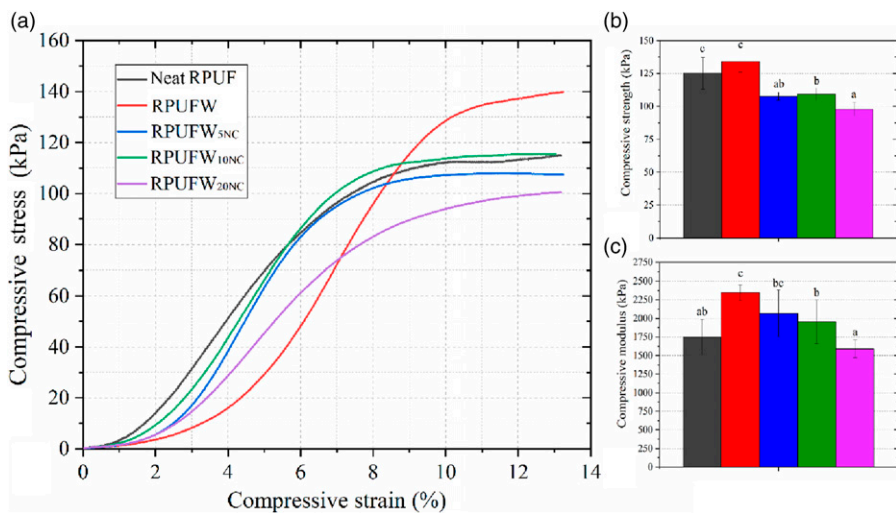 (a)
160
140
120
100
80
60
40
20
0
Compressive stress (kPa)
Neat RPUF
RPUFW
RPUFW5NC
RPUFW10NC
RPUFW20NC
0 2 4 6 8 10 12 14
Compressive strain (%)
(b)
150
125
100
75
50
25
0
Compressive strength (kPa)
c c ab b a
(c)
2750
2500
2250
2000
1750
1500
1250
1000
750
500
250
0
Compressive modulus (kPa)
ab c bc b a